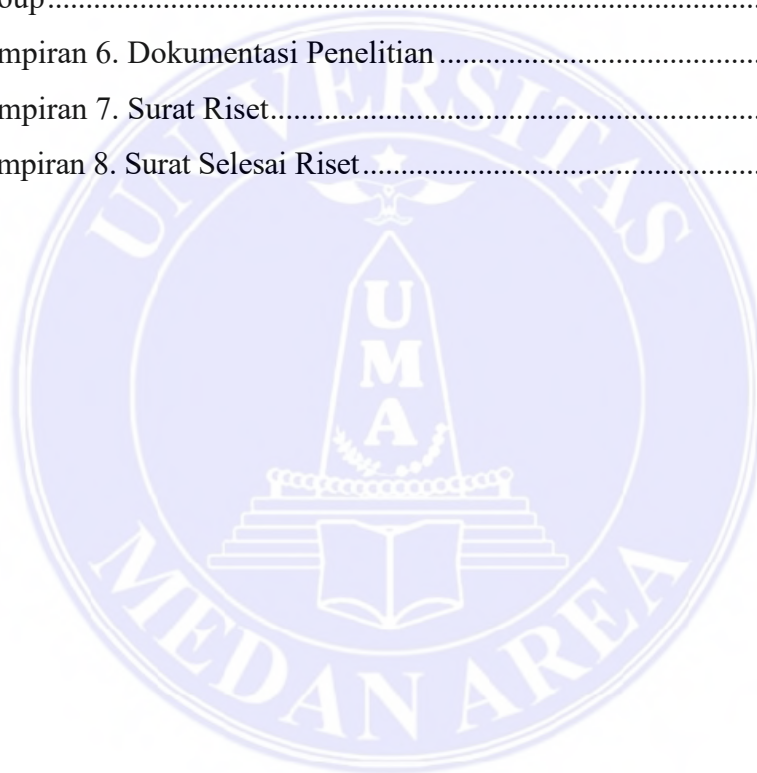 oup........................................................................................
mpiran 6. Dokumentasi Penelitian........................................
mpiran 7. Surat Riset..............................................................
mpiran 8. Surat Selesai Riset..................................................
UNIVERSITAS
U
M
A
MEDAN AREA